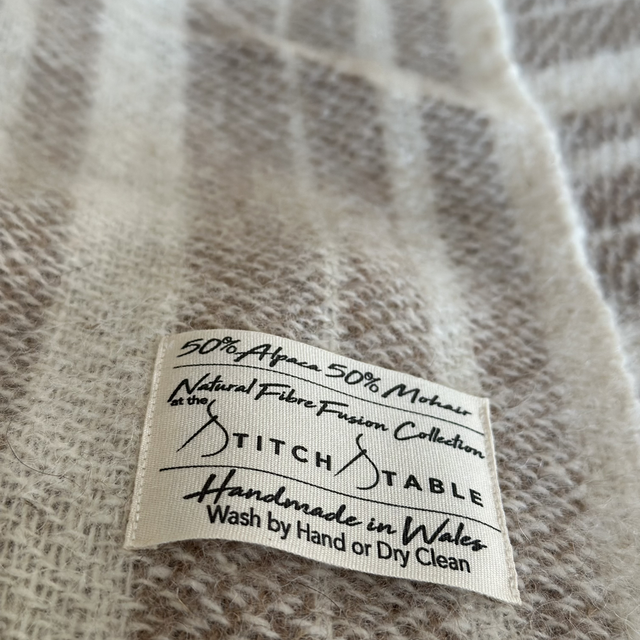 50% Alpaca 50% Mohair
Natural Fibre Fusion Collection
at the
STITCH STABLE
Handmade in Wales
Wash by Hand or Dry Clean